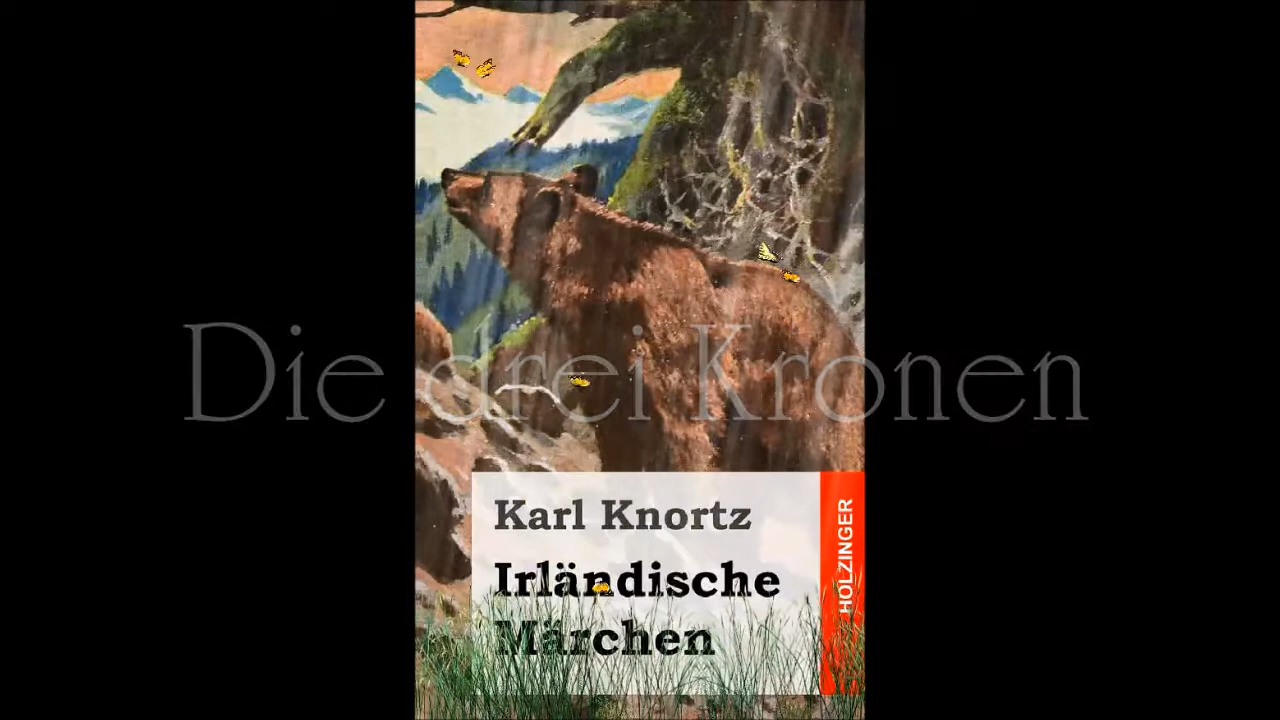 Die drei Kronen
Karl Knortz
Irländische
Märchen
HOLZINGER